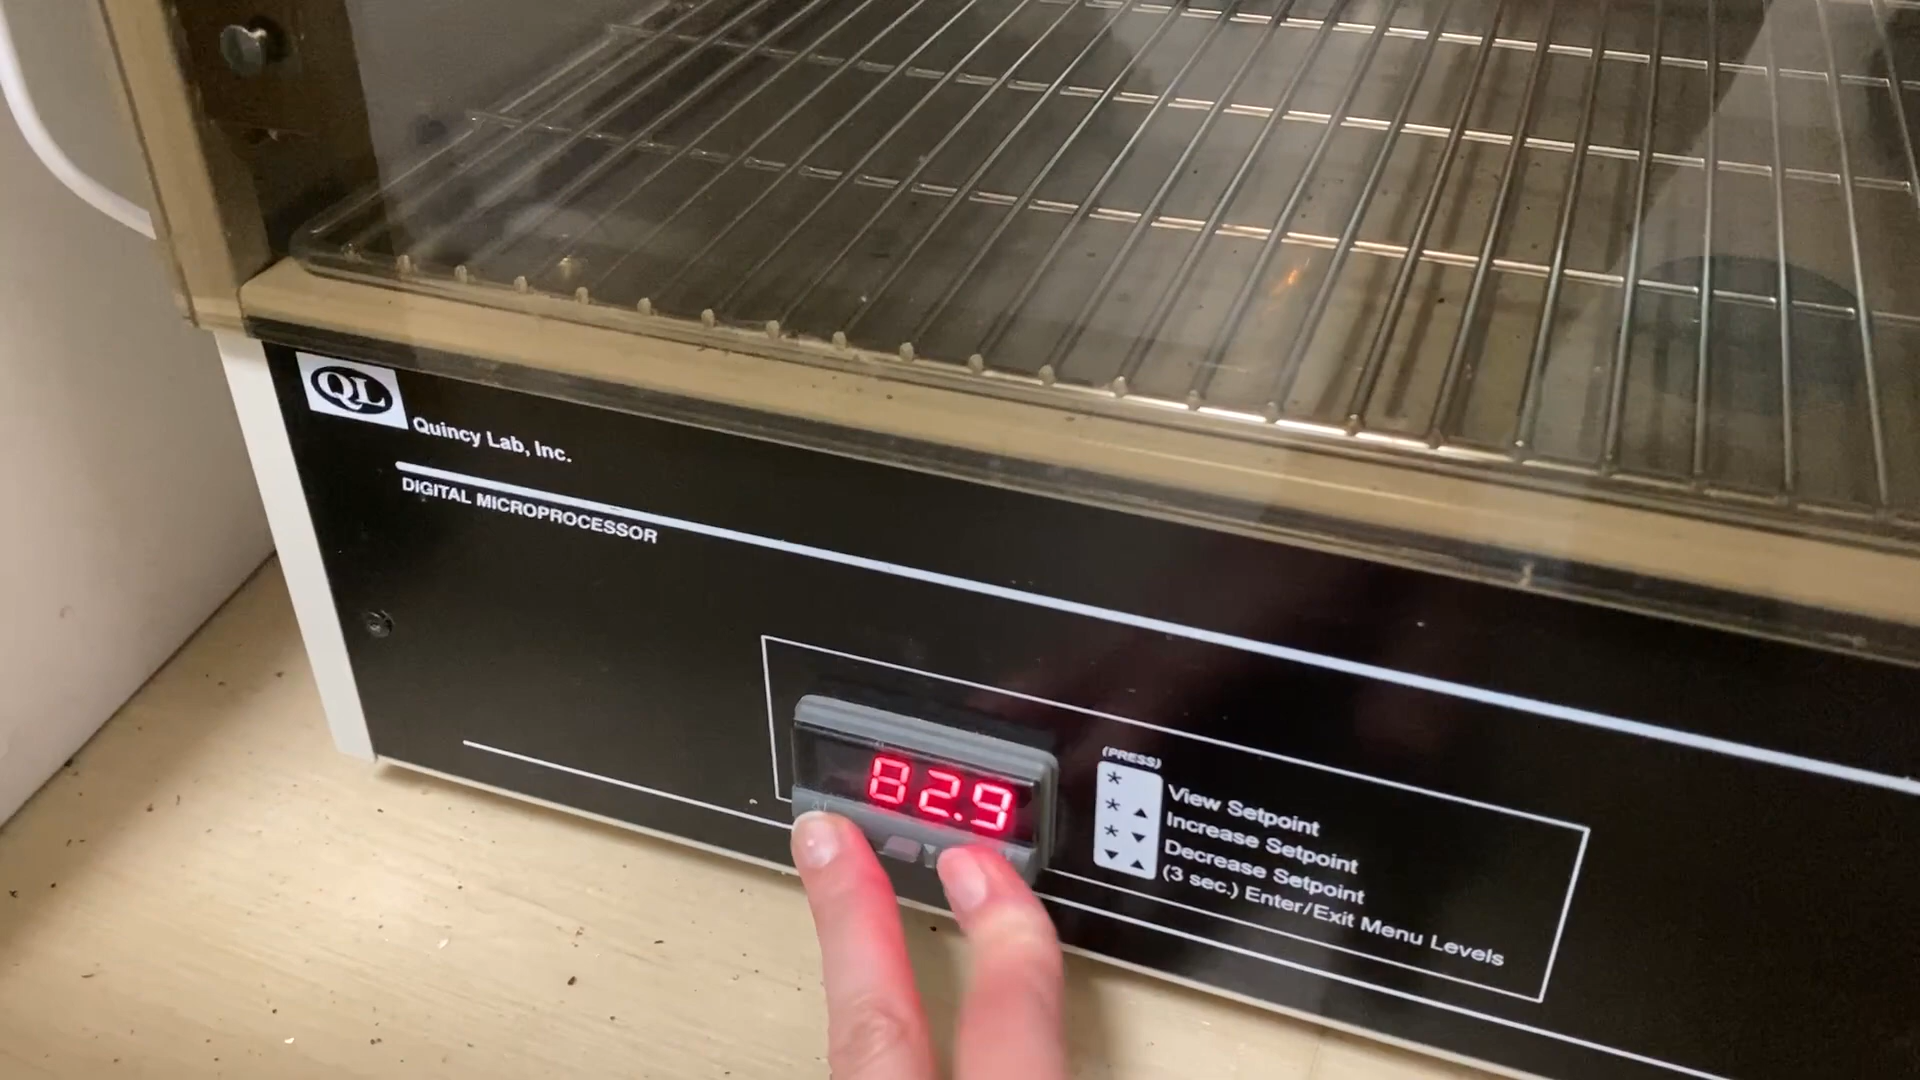 QL
Quincy Lab, Inc.
DIGITAL MICROPROCESSOR
82.9
(PRESS)
* View Setpoint
* ▲ Increase Setpoint
* ▼ Decrease Setpoint
▼ ▲ (3 sec.) Enter/Exit Menu Levels